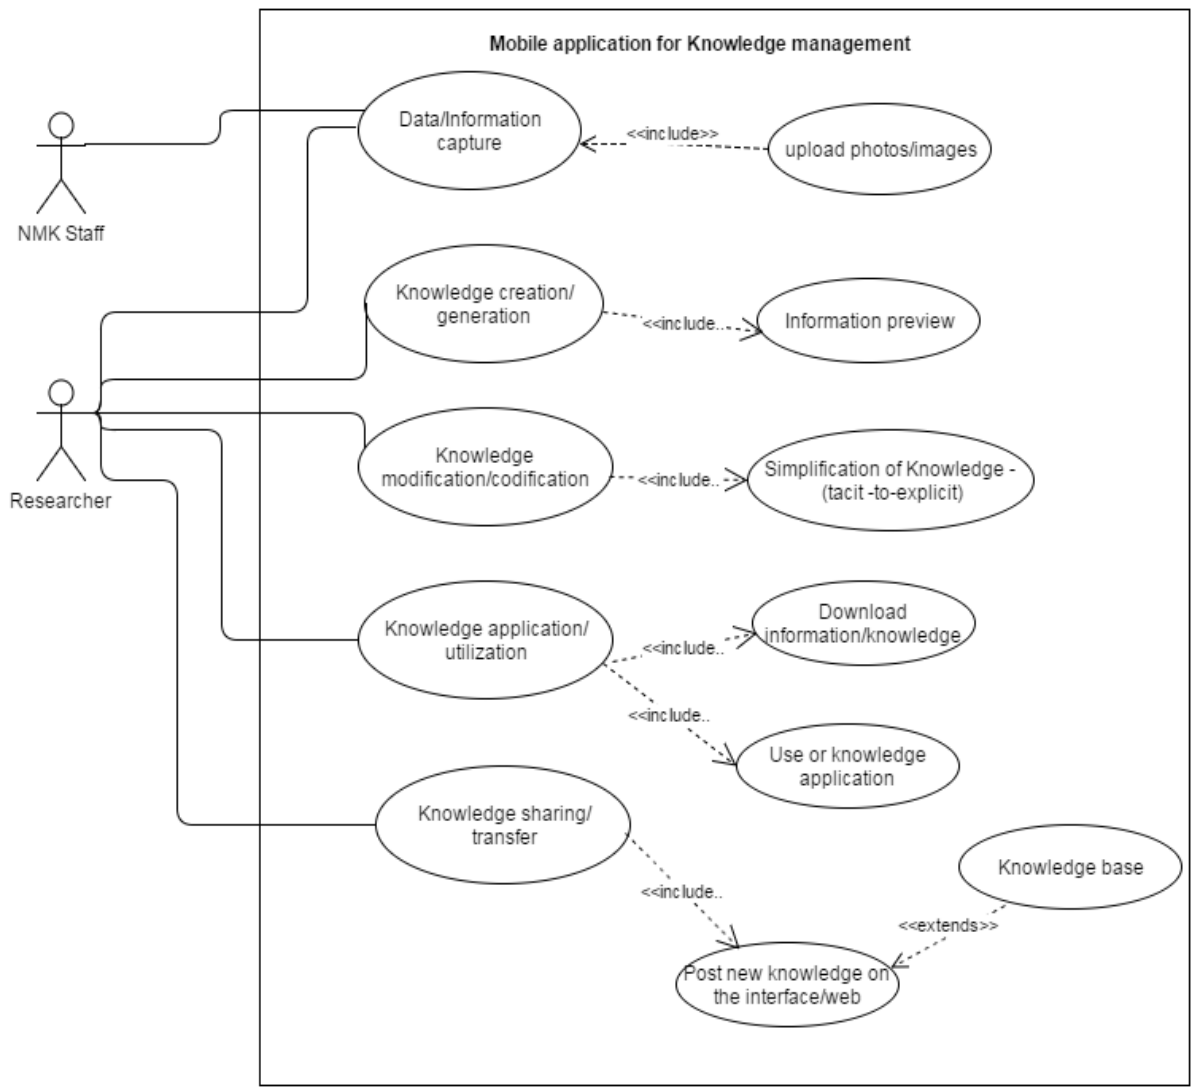 Mobile application for Knowledge management
Data/Information
capture
<<include>>
upload photos/images
NMK Staff
Knowledge creation/
generation
<<include..
Information preview
Researcher
Knowledge
modification/codification
<<include..
Simplification of Knowledge -
(tacit -to-explicit)
Knowledge application/
utilization
<<include..
Download
information/knowledge
<<include..
Use or knowledge
application
Knowledge sharing/
transfer
<<include..
Knowledge base
<<extends>>
Post new knowledge on
the interface/web